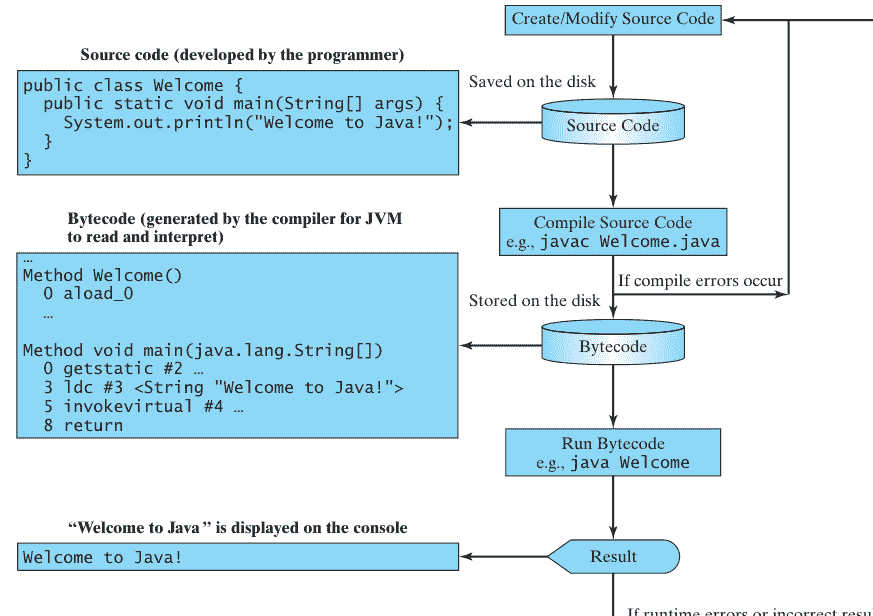 Create/Modify Source Code
Source code (developed by the programmer)
public class Welcome {
public static void main(String[] args) {
System.out.println("Welcome to Java!");
}
}
Saved on the disk
Source Code
Compile Source Code
e.g., javac Welcome.java
If compile errors occur
Bytecode (generated by the compiler for JVM
to read and interpret)
…
Method Welcome()
0 aload_0
…
Method void main(java.lang.String[])
0 getstatic #2 …
3 ldc #3 <String "Welcome to Java!">
5 invokevirtual #4 …
8 return
Stored on the disk
Bytecode
Run Bytecode
e.g., java Welcome
“Welcome to Java” is displayed on the console
Welcome to Java!
Result
If runtime errors or incorrect